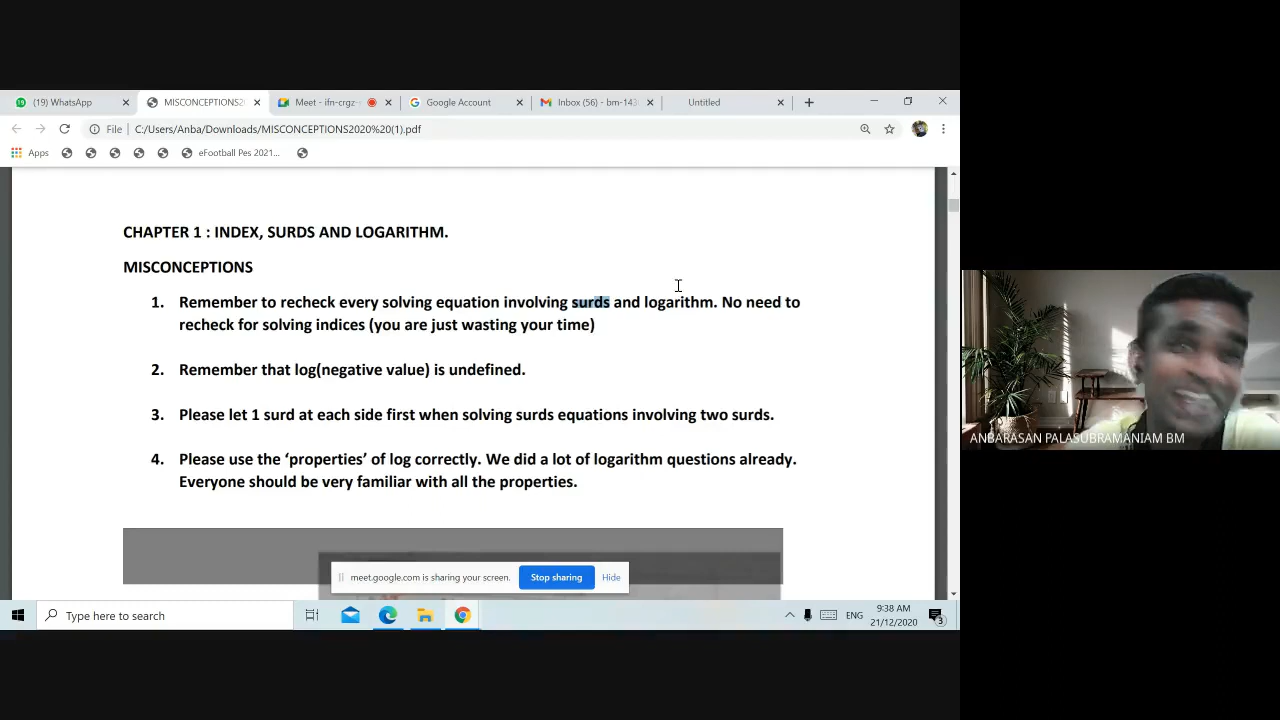 (19) WhatsApp
MISCONCEPTIONS20
Meet - ifn-crgz-
Google Account
Inbox (56) - bm-143
Untitled
File
C:/Users/Anba/Downloads/MISCONCEPTIONS2020%20(1).pdf
Apps
eFootball Pes 2021...
CHAPTER 1 : INDEX, SURDS AND LOGARITHM.
MISCONCEPTIONS
1. Remember to recheck every solving equation involving surds and logarithm. No need to
recheck for solving indices (you are just wasting your time)
2. Remember that log(negative value) is undefined.
3. Please let 1 surd at each side first when solving surds equations involving two surds.
4. Please use the ‘properties’ of log correctly. We did a lot of logarithm questions already.
Everyone should be very familiar with all the properties.
ANBARASAN PALASUBRAMANIAM BM
meet.google.com is sharing your screen.
Stop sharing
Hide
Type here to search
ENG
9:38 AM
21/12/2020
3